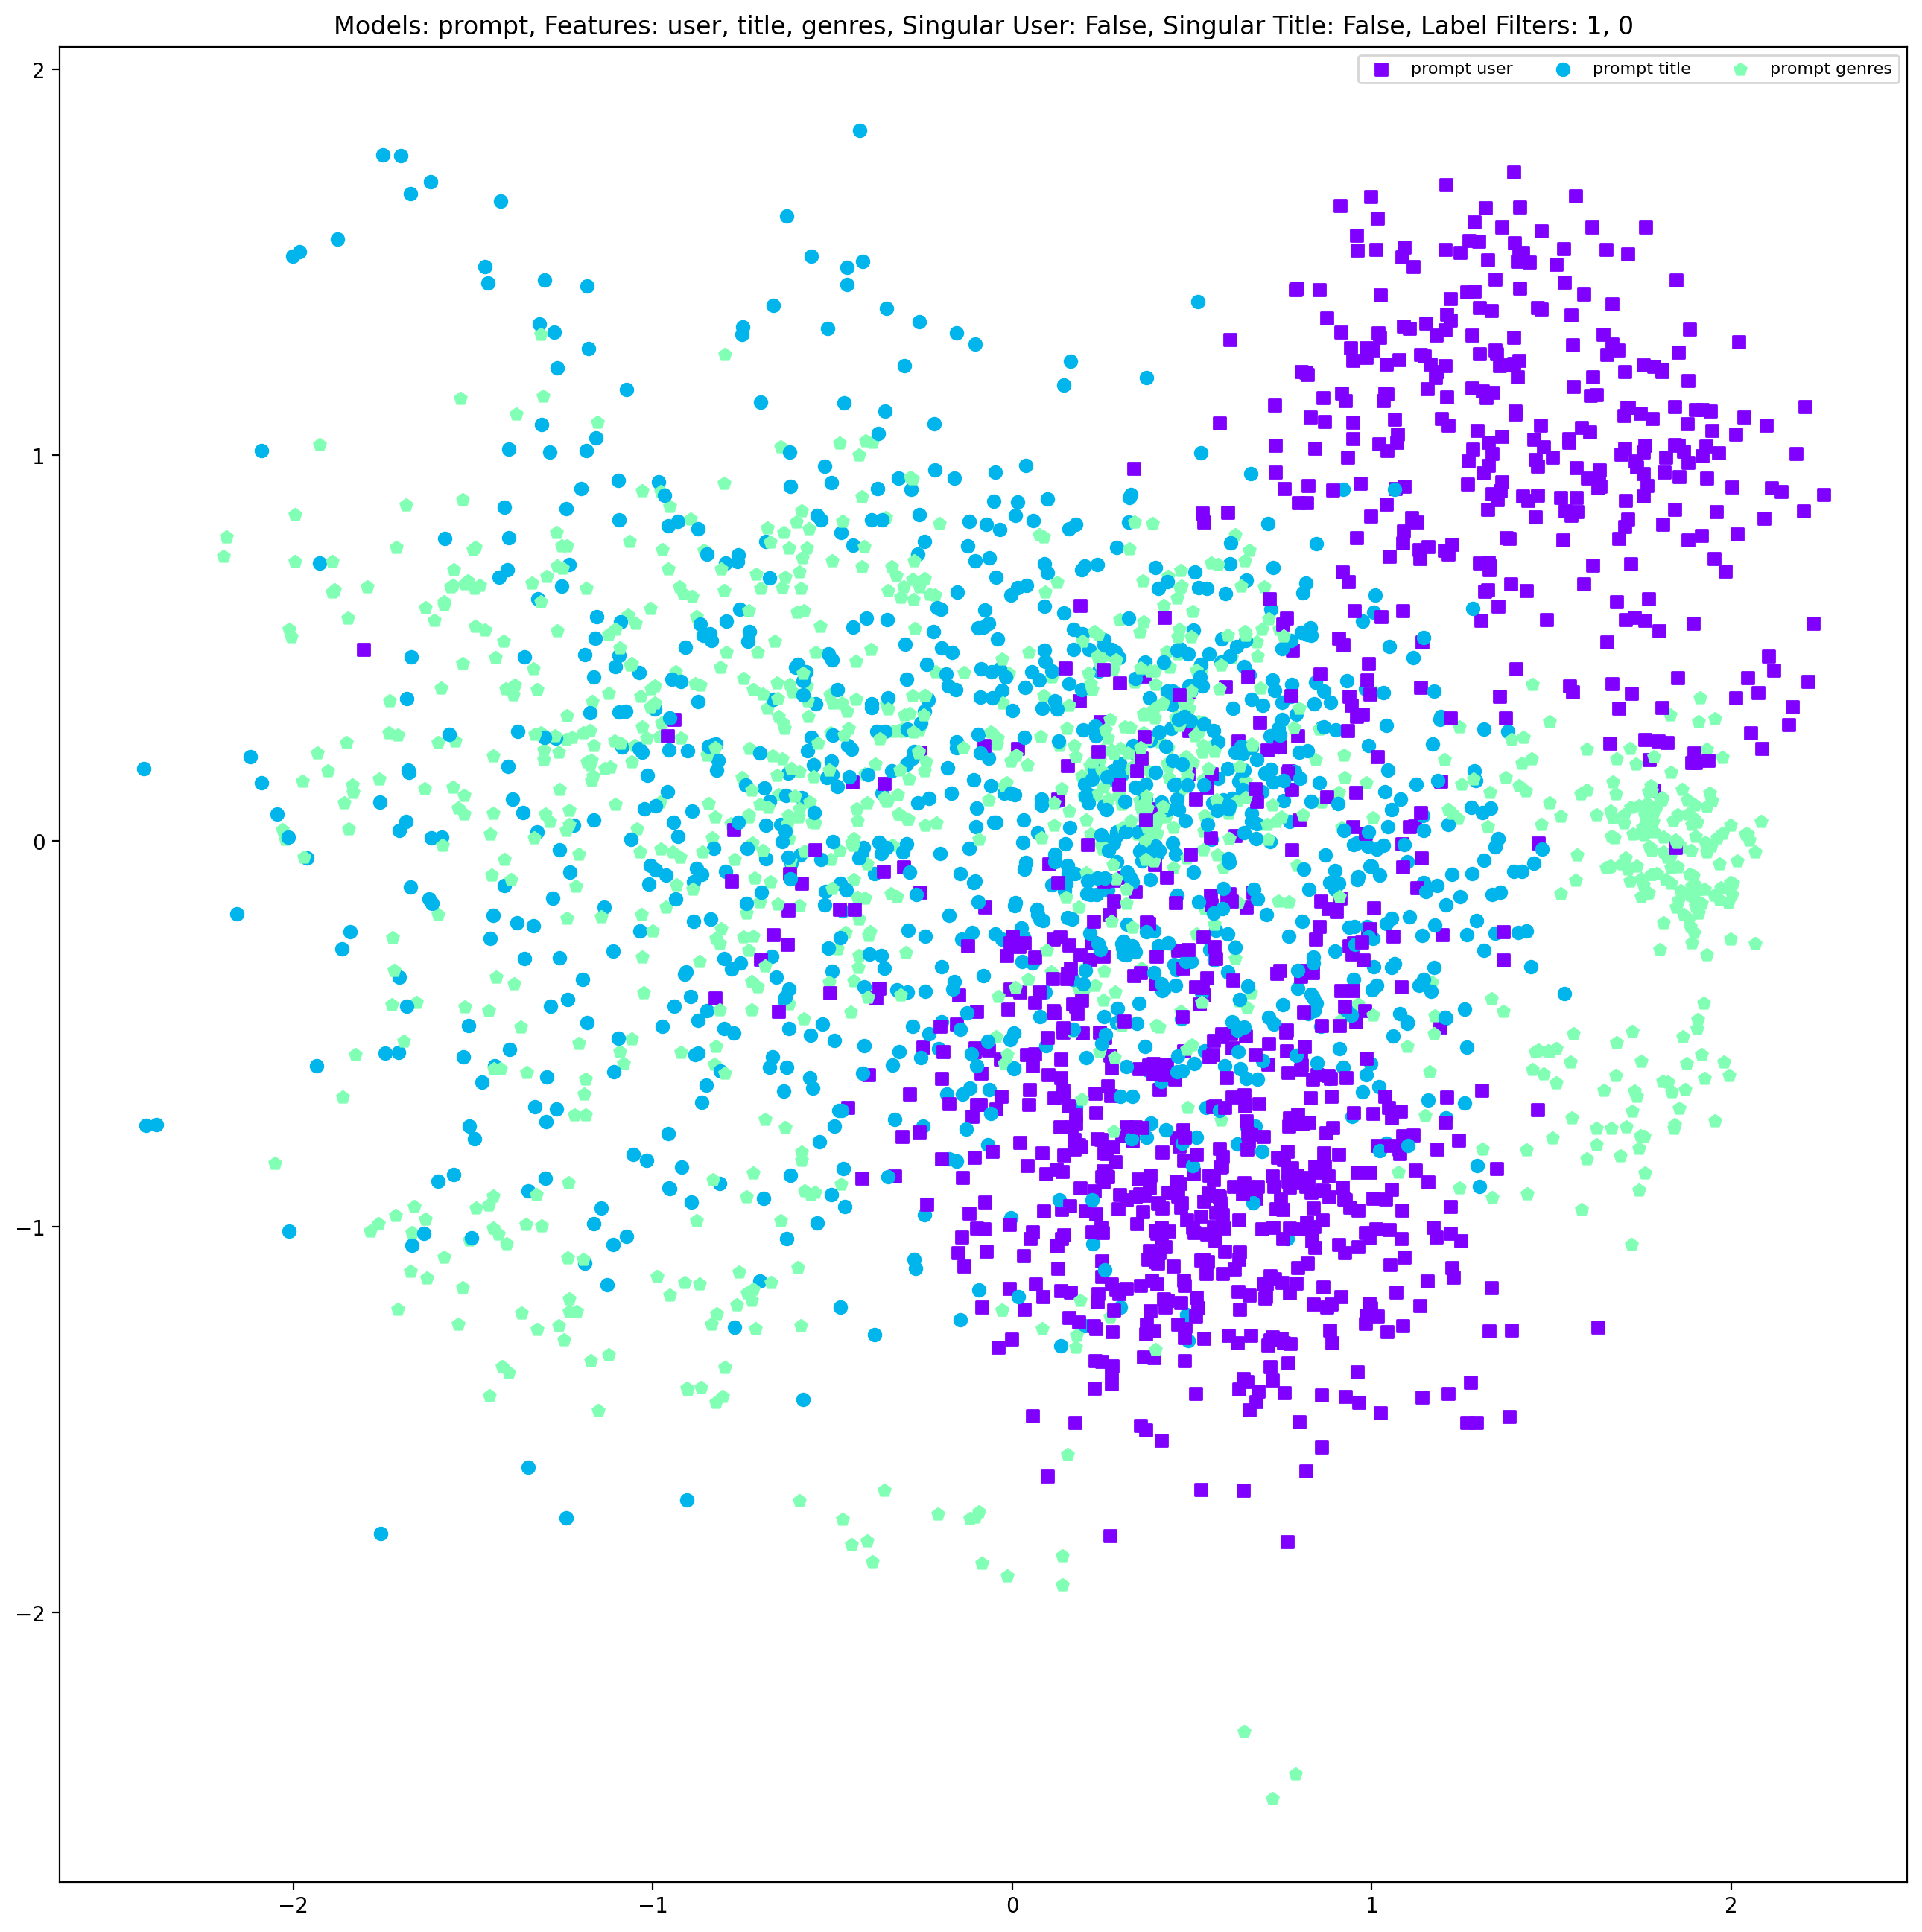 Models: prompt, Features: user, title, genres, Singular User: False, Singular Title: False, Label Filters: 1, 0
prompt user prompt title prompt genres
2
1
0
−1
−2
−2 −1 0 1 2